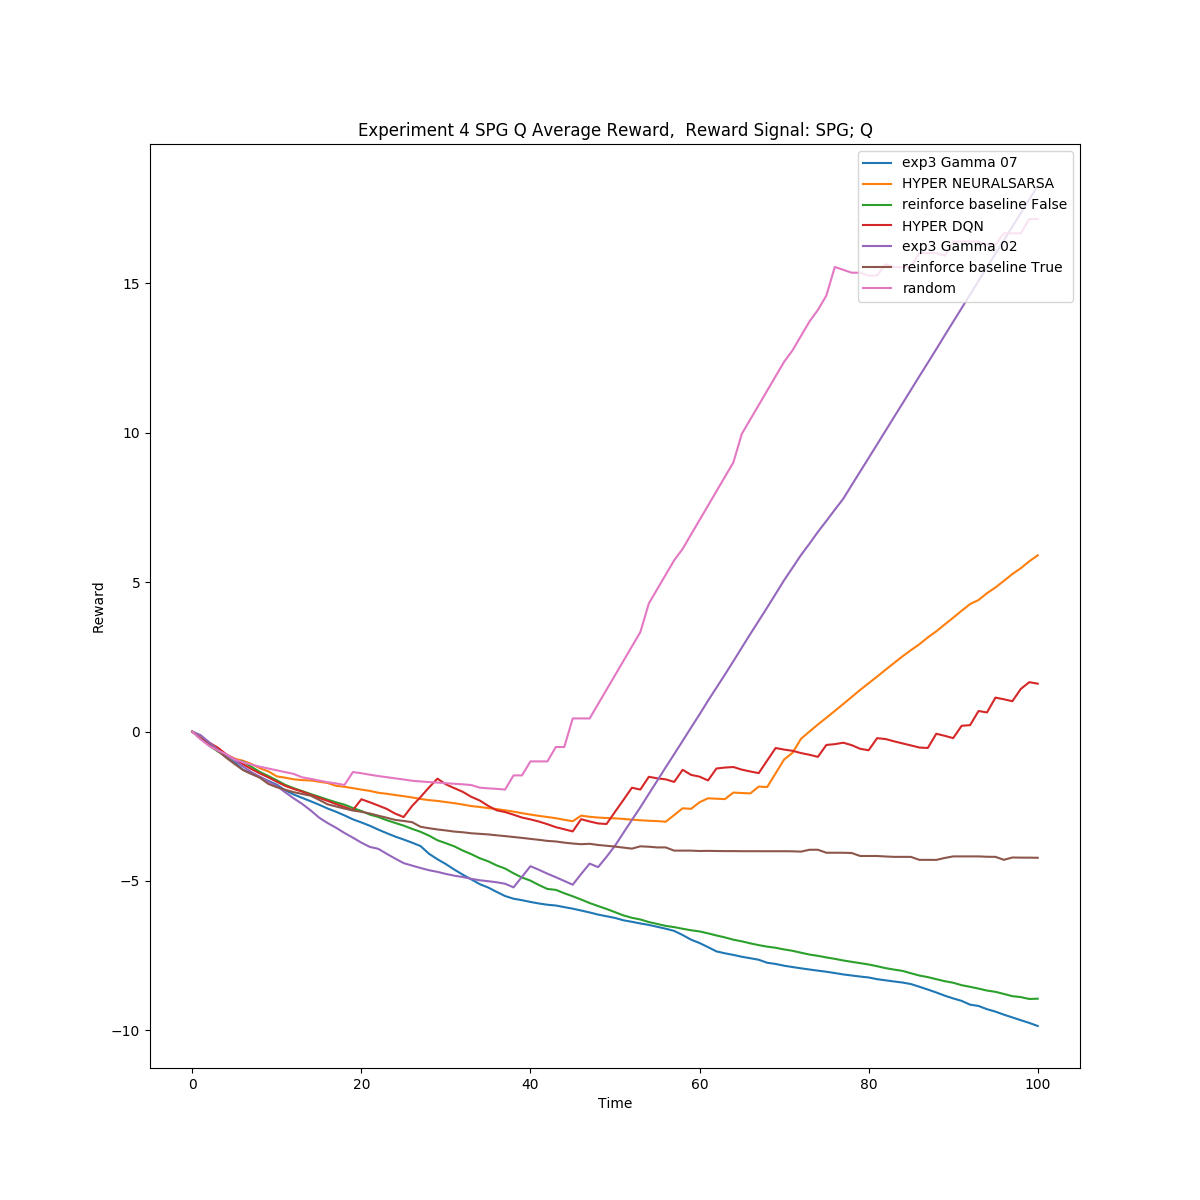 Experiment 4 SPG Q Average Reward,  Reward Signal: SPG; Q
exp3 Gamma 07
HYPER NEURALSARSA
reinforce baseline False
HYPER DQN
exp3 Gamma 02
reinforce baseline True
random
15
10
5
0
−5
−10
Reward
0 20 40 60 80 100
Time